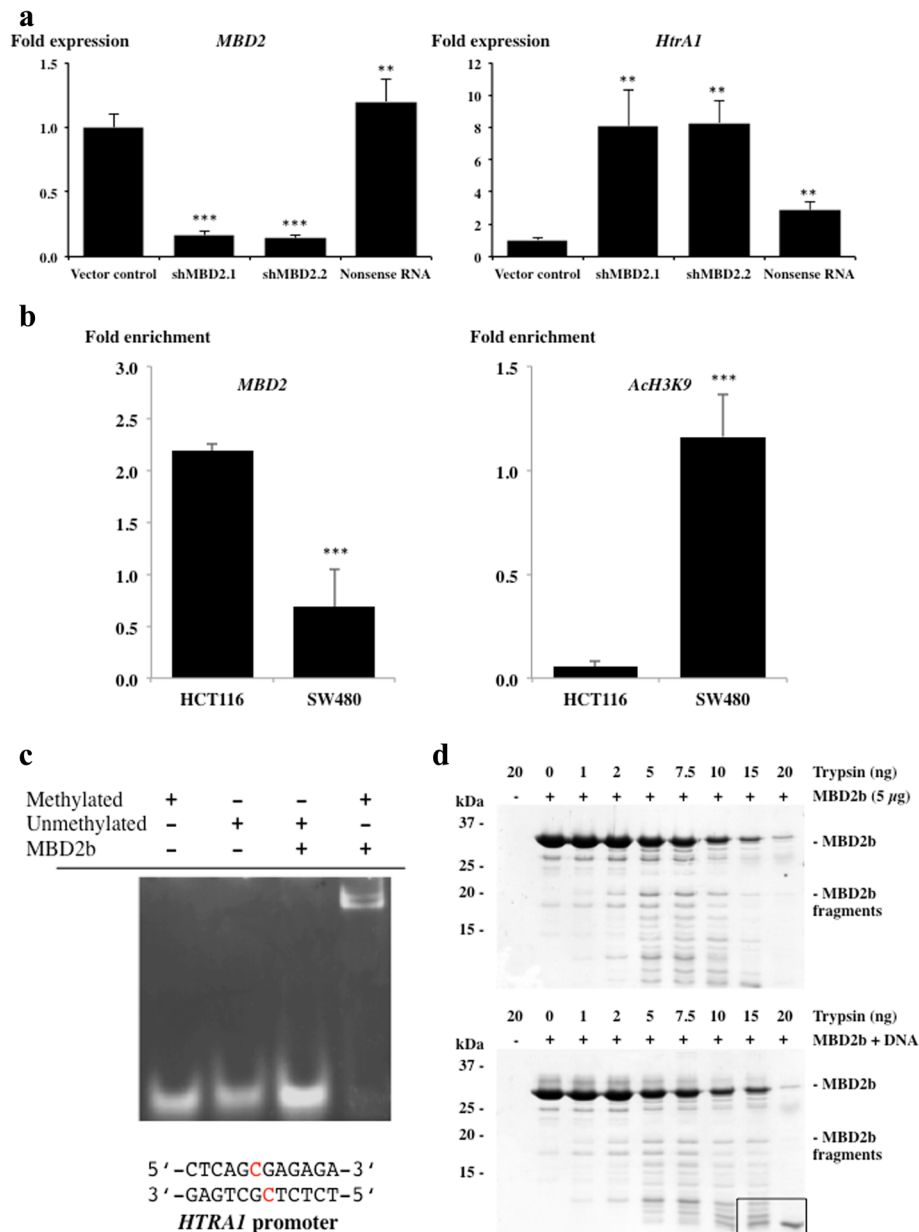 a
Fold expression MBD2
1.5
1.0
0.5
0.0
** 
*** ***
Vector control shMBD2.1 shMBD2.2 Nonsense RNA
Fold expression HtrA1
12
10
8
6
4
2
0
** **
**
Vector control shMBD2.1 shMBD2.2 Nonsense RNA
b
Fold enrichment
MBD2
3.0
2.5
2.0
1.5
1.0
0.5
0.0
***
HCT116 SW480
Fold enrichment
AcH3K9 ***
1.5
1.0
0.5
0.0
HCT116 SW480
c
Methylated + – – +
Unmethylated – + + –
MBD2b – – + +
5'-CTCAGCGAGAGA-3'
3'-GAGTCGCTCTCT-5'
HTRA1 promoter
d
20 0 1 2 5 7.5 10 15 20 Trypsin (ng)
- + + + + + + + + MBD2b (5 µg)
kDa
37 -
25 -
20 -
15 -
- MBD2b
- MBD2b
fragments
20 0 1 2 5 7.5 10 15 20 Trypsin (ng)
- + + + + + + + + MBD2b + DNA
kDa
37 -
25 -
20 -
15 -
- MBD2b
- MBD2b
fragments